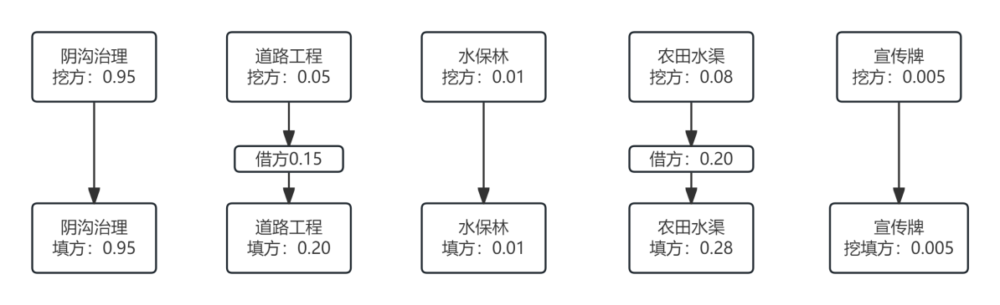 阴沟治理
挖方：0.95
道路工程
挖方：0.05
水保林
挖方：0.01
农田水渠
挖方：0.08
宣传牌
挖方：0.005
借方0.15
借方：0.20
阴沟治理
填方：0.95
道路工程
填方：0.20
水保林
填方：0.01
农田水渠
填方：0.28
宣传牌
挖填方：0.005